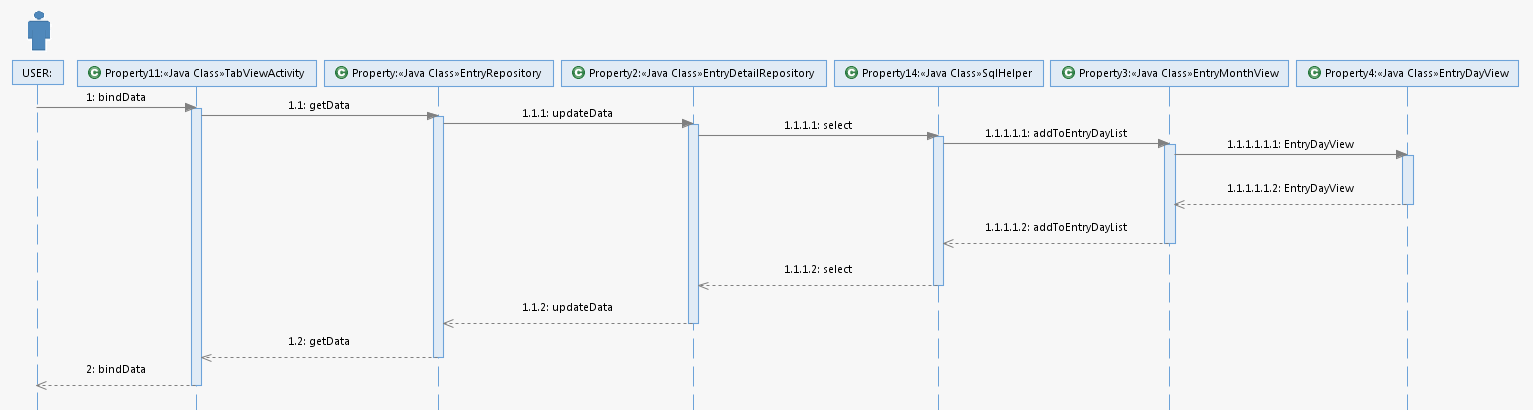 USER:
C Property11:«Java Class»TabViewActivity
C Property:«Java Class»EntryRepository
C Property2:«Java Class»EntryDetailRepository
C Property14:«Java Class»SqlHelper
C Property3:«Java Class»EntryMonthView
C Property4:«Java Class»EntryDayView
1: bindData
1.1: getData
1.1.1: updateData
1.1.1.1: select
1.1.1.1.1: addToEntryDayList
1.1.1.1.1.1: EntryDayView
1.1.1.1.1.2: EntryDayView
1.1.1.1.2: addToEntryDayList
1.1.1.2: select
1.1.2: updateData
1.2: getData
2: bindData